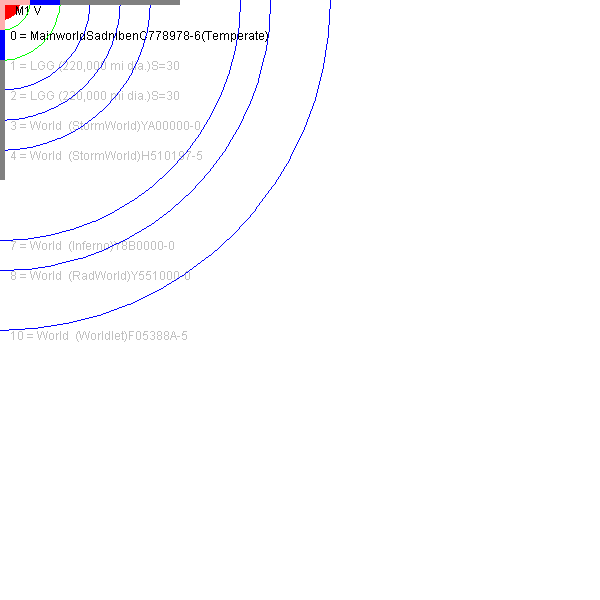 M1 V
0 = MainworldSadnibenC778978-6(Temperate)
1 = LGG (220,000 mi dia.)S=30
2 = LGG (220,000 mi dia.)S=30
3 = World (StormWorld)YA00000-0
4 = World (StormWorld)H510197-5
7 = World (Inferno)Y8B0000-0
8 = World (RadWorld)Y551000-0
10 = World (Worldlet)F05388A-5